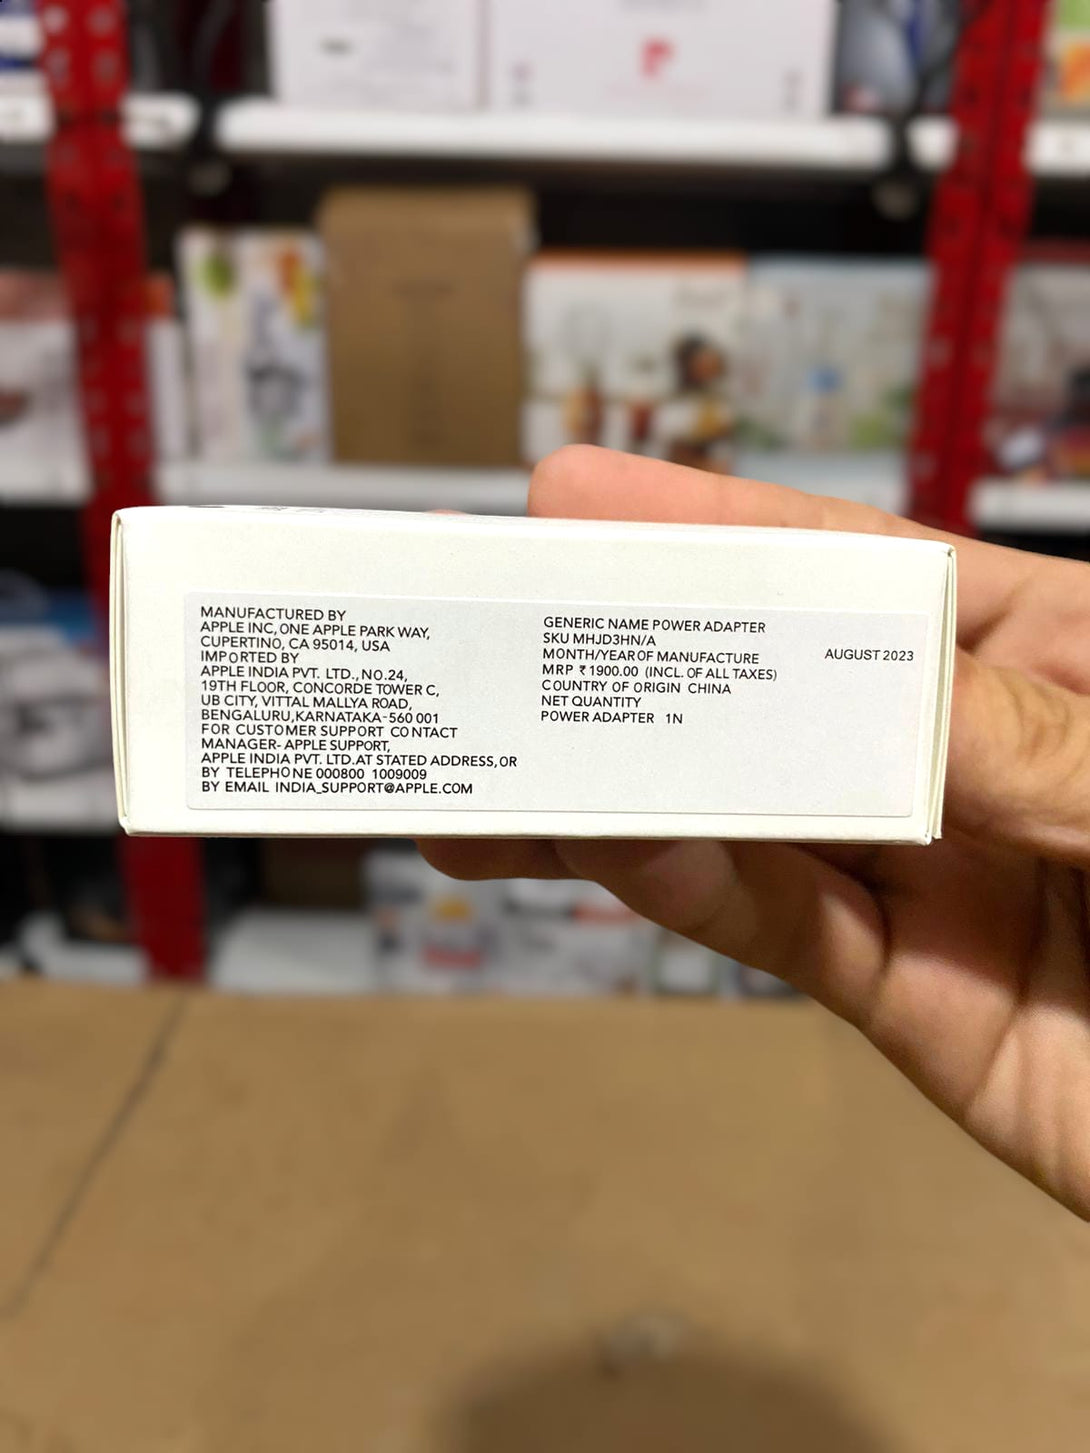 MANUFACTURED BY
APPLE INC, ONE APPLE PARK WAY,
CUPERTINO, CA 95014, USA
IMPORTED BY
APPLE INDIA PVT. LTD., NO.24,
19TH FLOOR, CONCORDE TOWER C,
UB CITY, VITTAL MALLYA ROAD,
BENGALURU,KARNATAKA-560 001
FOR CUSTOMER SUPPORT CONTACT
MANAGER- APPLE SUPPORT,
APPLE INDIA PVT. LTD.AT STATED ADDRESS,OR
BY TELEPHONE 000800 1009009
BY EMAIL INDIA_SUPPORT@APPLE.COM
GENERIC NAME POWER ADAPTER
SKU MHJD3HN/A
MONTH/YEAR OF MANUFACTURE AUGUST 2023
MRP ₹1900.00 (INCL. OF ALL TAXES)
COUNTRY OF ORIGIN CHINA
NET QUANTITY
POWER ADAPTER 1N